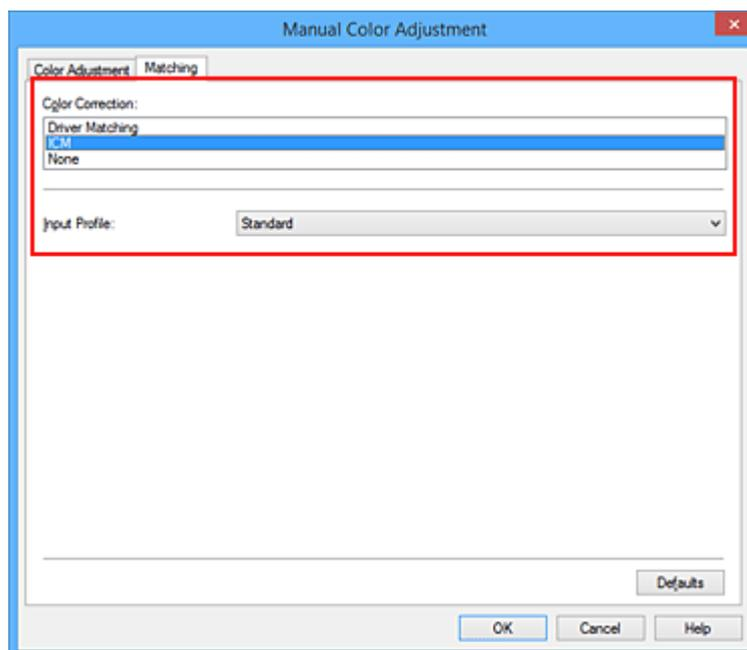 Manual Color Adjustment
Color Adjustment Matching
Color Correction:
Driver Matching
ICM
None
Input Profile: Standard
Defaults
OK Cancel Help